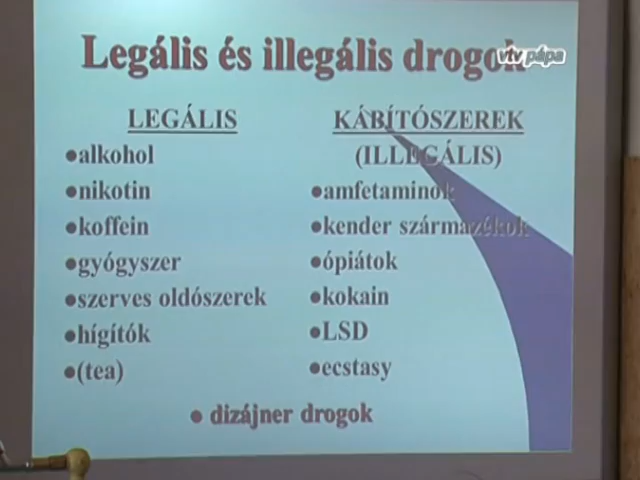 Legális és illegális drogok
vtv pápa
LEGÁLIS
●alkohol
●nikotin
●koffein
●gyógyszer
●szerves oldószerek
●hígítók
●(tea)
KÁBÍTÓSZEREK
(ILLEGÁLIS)
●amfetaminok
●kender származékok
●ópiátok
●kokain
●LSD
●ecstasy
● dizájner drogok